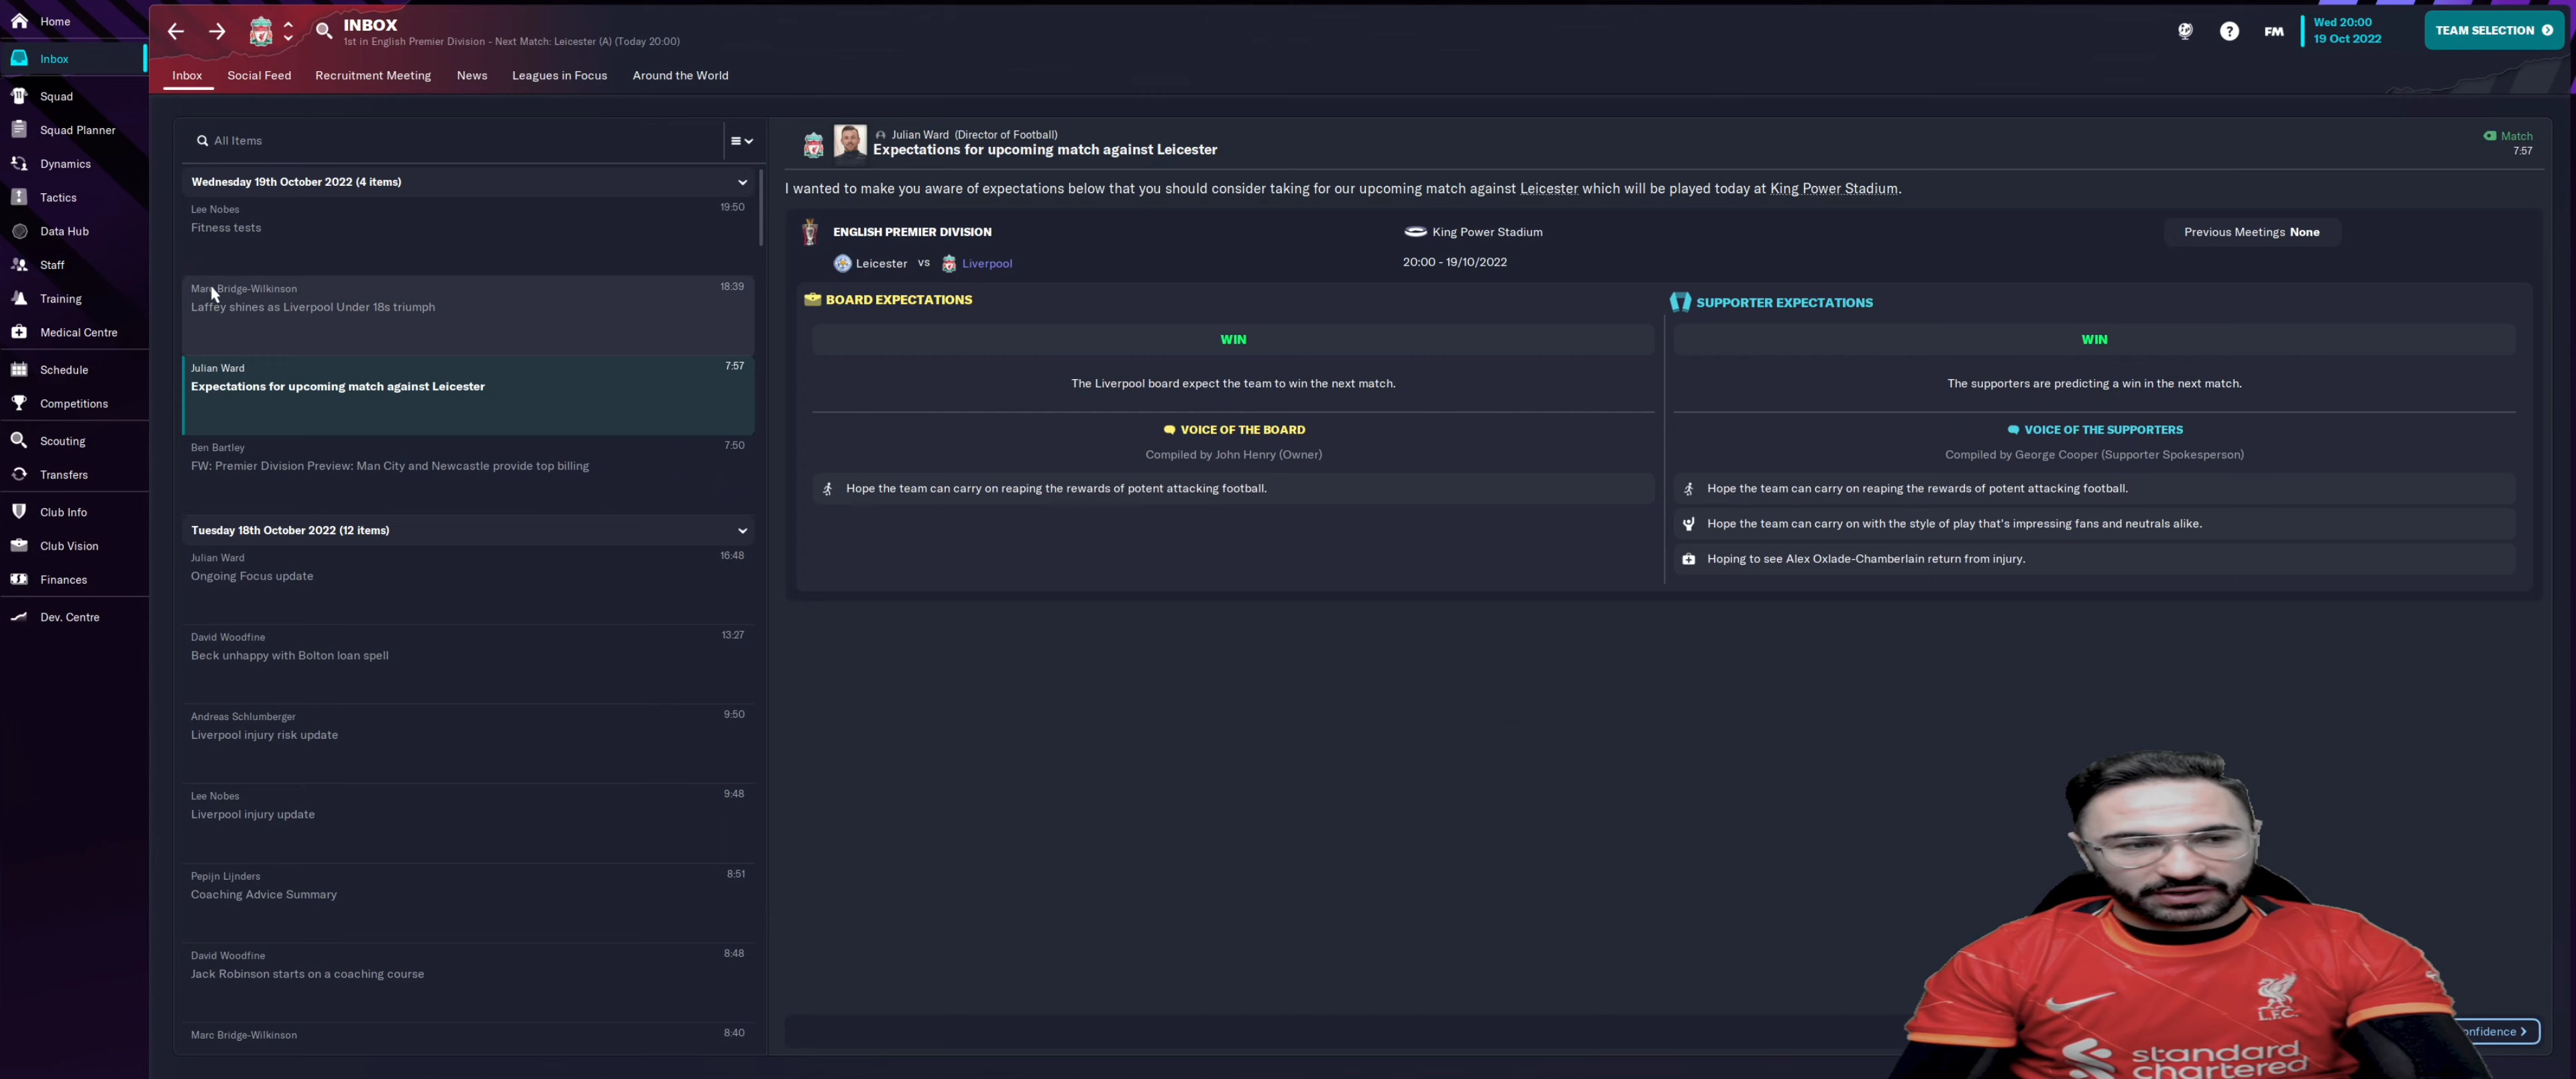 Home
Inbox
Squad
Squad Planner
Dynamics
Tactics
Data Hub
Staff
Training
Medical Centre
Schedule
Competitions
Scouting
Transfers
Club Info
Club Vision
Finances
Dev. Centre
INBOX
1st in English Premier Division - Next Match: Leicester (A) (Today 20:00)
FM
Wed 20:00
19 Oct 2022
TEAM SELECTION
Inbox Social Feed Recruitment Meeting News Leagues in Focus Around the World
All Items
Wednesday 19th October 2022 (4 items)
Lee Nobes 19:50
Fitness tests
Marc Bridge-Wilkinson 18:39
Laffey shines as Liverpool Under 18s triumph
Julian Ward 7:57
Expectations for upcoming match against Leicester
Ben Bartley 7:50
FW: Premier Division Preview: Man City and Newcastle provide top billing
Tuesday 18th October 2022 (12 items)
Julian Ward 16:48
Ongoing Focus update
David Woodfine 13:27
Beck unhappy with Bolton loan spell
Andreas Schlumberger 9:50
Liverpool injury risk update
Lee Nobes 9:48
Liverpool injury update
Pepijn Lijnders 8:51
Coaching Advice Summary
David Woodfine 8:48
Jack Robinson starts on a coaching course
Marc Bridge-Wilkinson 8:40
Julian Ward (Director of Football)
Expectations for upcoming match against Leicester
Match
7:57
I wanted to make you aware of expectations below that you should consider taking for our upcoming match against Leicester which will be played today at King Power Stadium.
ENGLISH PREMIER DIVISION
Leicester vs Liverpool
King Power Stadium
20:00 - 19/10/2022
Previous Meetings None
BOARD EXPECTATIONS
WIN
The Liverpool board expect the team to win the next match.
VOICE OF THE BOARD
Compiled by John Henry (Owner)
Hope the team can carry on reaping the rewards of potent attacking football.
SUPPORTER EXPECTATIONS
WIN
The supporters are predicting a win in the next match.
VOICE OF THE SUPPORTERS
Compiled by George Cooper (Supporter Spokesperson)
Hope the team can carry on reaping the rewards of potent attacking football.
Hope the team can carry on with the style of play that's impressing fans and neutrals alike.
Hoping to see Alex Oxlade-Chamberlain return from injury.
onfidence
L.F.C.
standard
chartered